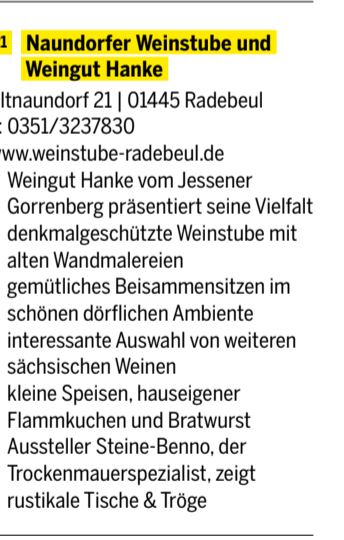 1 Naundorfer Weinstube und
Weingut Hanke
ltnaundorf 21 | 01445 Radebeul
: 0351/3237830
ww.weinstube-radebeul.de
Weingut Hanke vom Jessener
Gorrenberg präsentiert seine Vielfalt
denkmalgeschützte Weinstube mit
alten Wandmalereien
gemütliches Beisammensitzen im
schönen dörflichen Ambiente
interessante Auswahl von weiteren
sächsischen Weinen
kleine Speisen, hauseigener
Flammkuchen und Bratwurst
Aussteller Steine-Benno, der
Trockenmauerspezialist, zeigt
rustikale Tische & Tröge